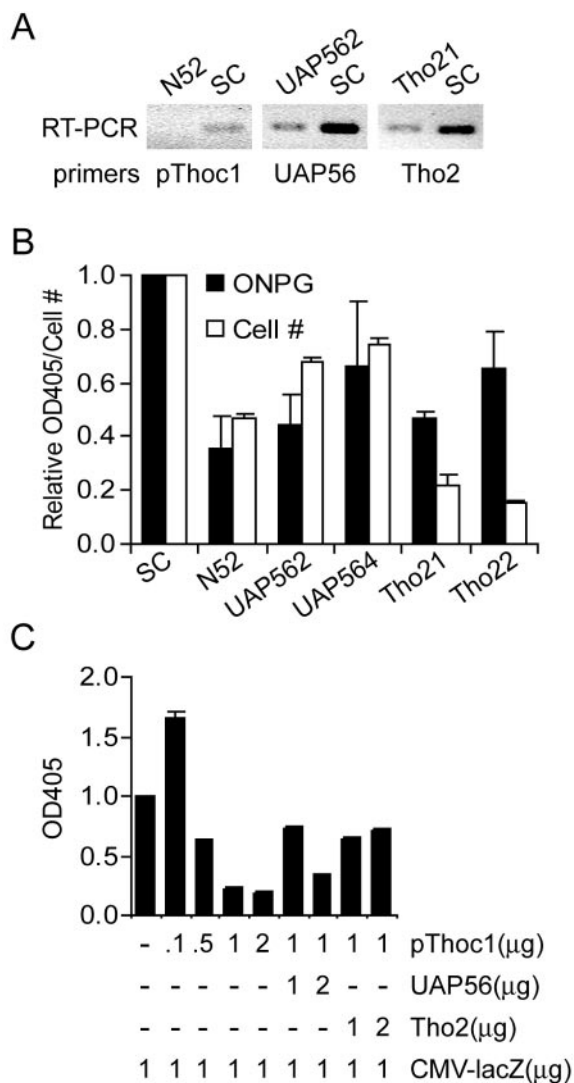 A
N52 SC UAP562 SC Tho21 SC
RT-PCR
primers pThoc1 UAP56 Tho2
B
Relative OD405/Cell #
1.0
0.8
0.6
0.4
0.2
0.0
ONPG
Cell #
SC N52 UAP562 UAP564 Tho21 Tho22
C
OD405
2.0
1.5
1.0
0.5
0.0
- .1 .5 1 2 1 1 1 1 pThoc1(µg)
- - - - - 1 2 - - UAP56(µg)
- - - - - - - 1 2 Tho2(µg)
1 1 1 1 1 1 1 1 1 CMV-lacZ(µg)